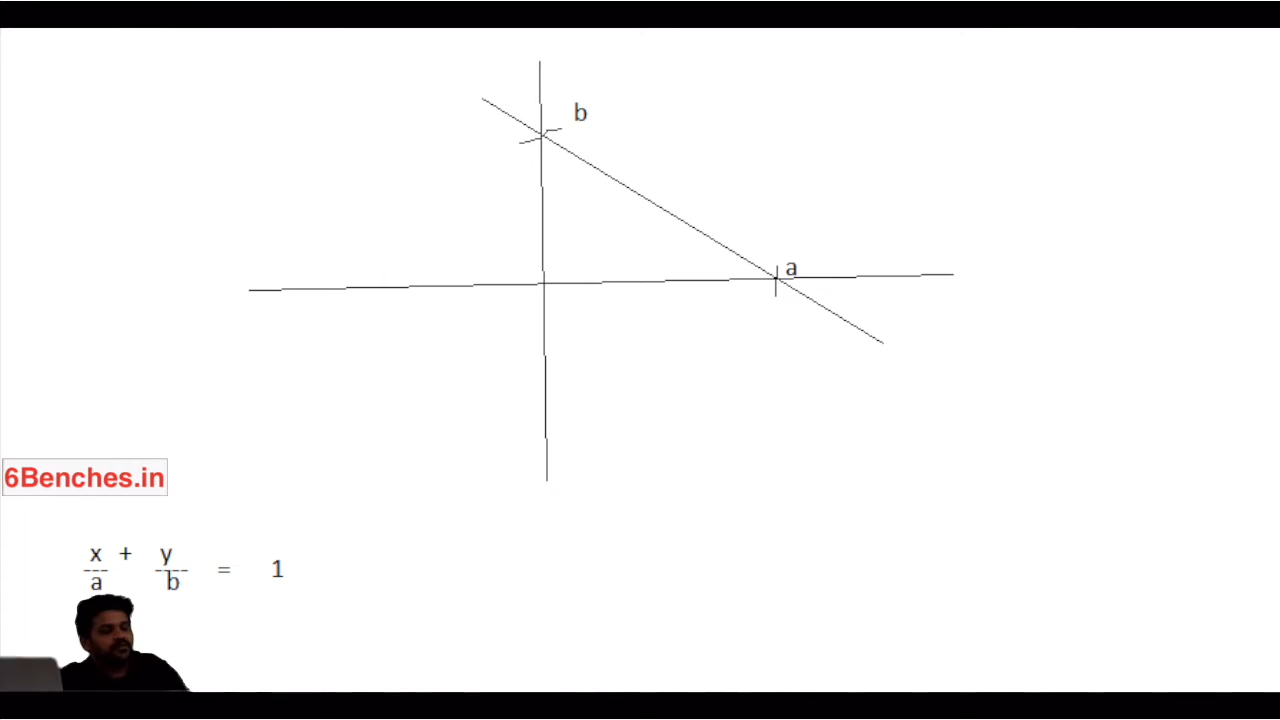 b
a
6Benches.in
x + y
a b = 1